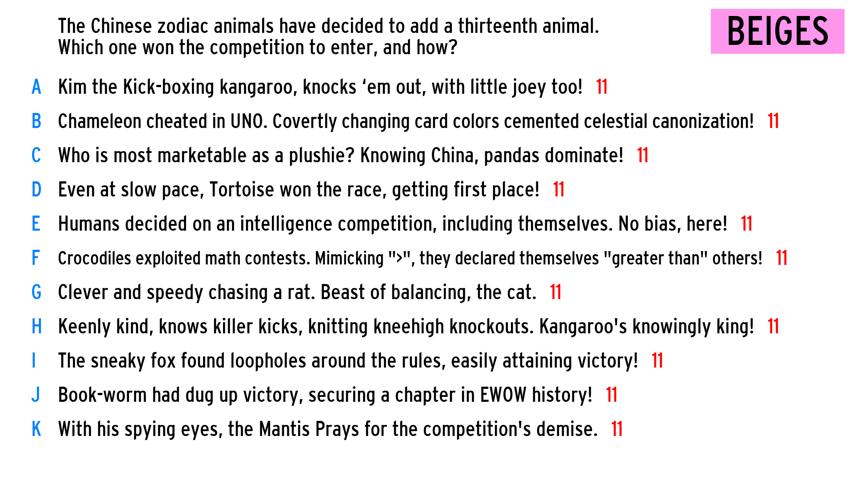 The Chinese zodiac animals have decided to add a thirteenth animal.
Which one won the competition to enter, and how?
BEIGES
A Kim the Kick-boxing kangaroo, knocks ‘em out, with little joey too! 11
B Chameleon cheated in UNO. Covertly changing card colors cemented celestial canonization! 11
C Who is most marketable as a plushie? Knowing China, pandas dominate! 11
D Even at slow pace, Tortoise won the race, getting first place! 11
E Humans decided on an intelligence competition, including themselves. No bias, here! 11
F Crocodiles exploited math contests. Mimicking ">", they declared themselves "greater than" others! 11
G Clever and speedy chasing a rat. Beast of balancing, the cat. 11
H Keenly kind, knows killer kicks, knitting kneehigh knockouts. Kangaroo's knowingly king! 11
I The sneaky fox found loopholes around the rules, easily attaining victory! 11
J Book-worm had dug up victory, securing a chapter in EWOW history! 11
K With his spying eyes, the Mantis Prays for the competition's demise. 11